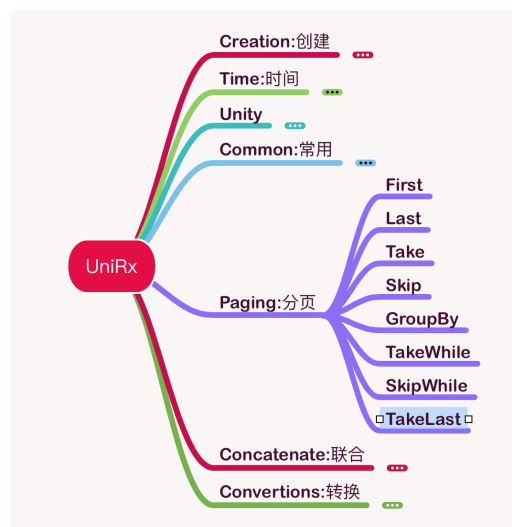 Creation:创建
Time:时间
Unity
Common:常用
First
Last
Take
Skip
UniRx
Paging:分页
GroupBy
TakeWhile
SkipWhile
TakeLast
Concatenate:联合
Convertions:转换